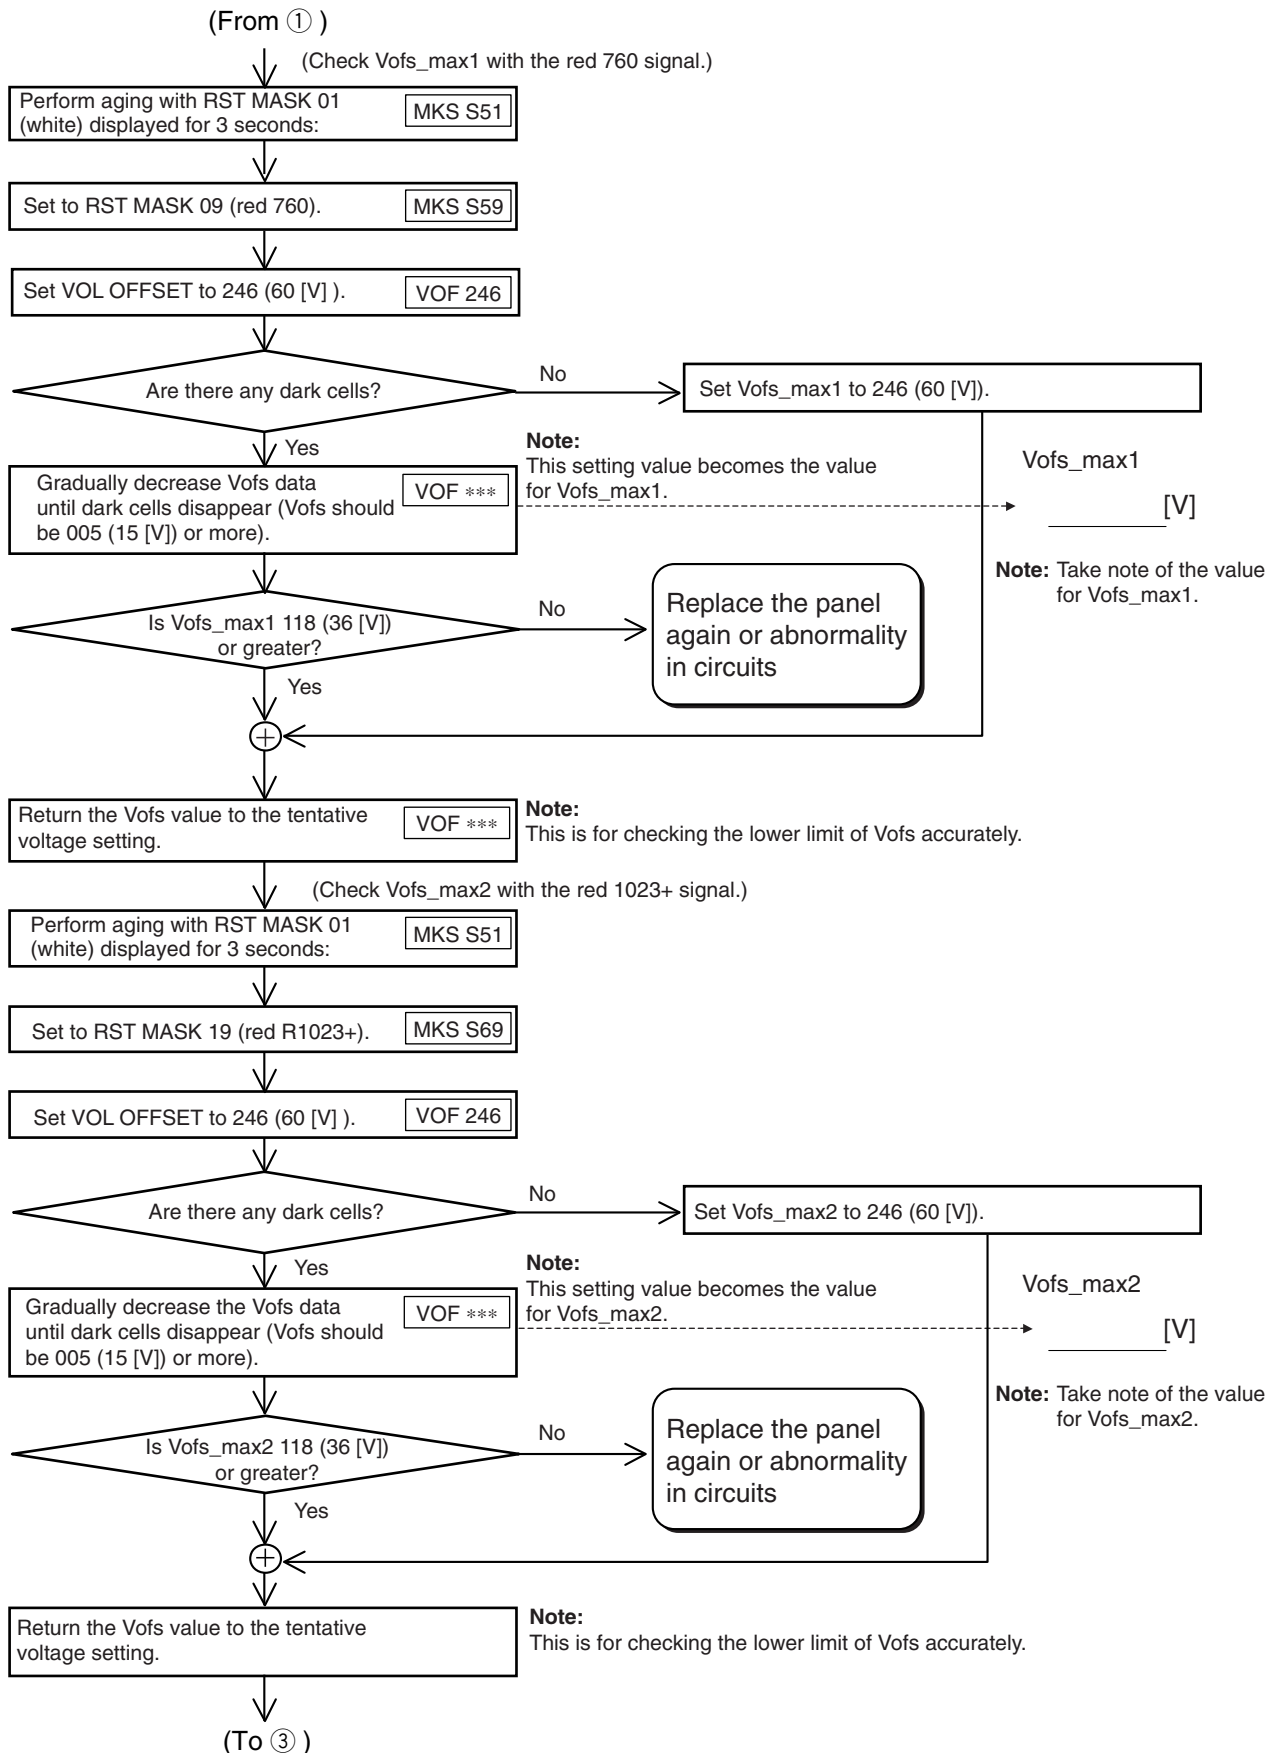 (From ① )
(Check Vofs_max1 with the red 760 signal.)
Perform aging with RST MASK 01
(white) displayed for 3 seconds:
MKS S51
Set to RST MASK 09 (red 760).
MKS S59
Set VOL OFFSET to 246 (60 [V] ).
VOF 246
Are there any dark cells?
No
Set Vofs_max1 to 246 (60 [V]).
Yes
Note:
This setting value becomes the value
for Vofs_max1.
Vofs_max1
[V]
Gradually decrease Vofs data
until dark cells disappear (Vofs should
be 005 (15 [V]) or more).
VOF ***
Note: Take note of the value
for Vofs_max1.
Is Vofs_max1 118 (36 [V])
or greater?
No
Replace the panel
again or abnormality
in circuits
Yes
Return the Vofs value to the tentative
voltage setting.
VOF ***
Note:
This is for checking the lower limit of Vofs accurately.
(Check Vofs_max2 with the red 1023+ signal.)
Perform aging with RST MASK 01
(white) displayed for 3 seconds:
MKS S51
Set to RST MASK 19 (red R1023+).
MKS S69
Set VOL OFFSET to 246 (60 [V] ).
VOF 246
Are there any dark cells?
No
Set Vofs_max2 to 246 (60 [V]).
Yes
Note:
This setting value becomes the value
for Vofs_max2.
Vofs_max2
[V]
Gradually decrease the Vofs data
until dark cells disappear (Vofs should
be 005 (15 [V]) or more).
VOF ***
Note: Take note of the value
for Vofs_max2.
Is Vofs_max2 118 (36 [V])
or greater?
No
Replace the panel
again or abnormality
in circuits
Yes
Return the Vofs value to the tentative
voltage setting.
Note:
This is for checking the lower limit of Vofs accurately.
(To ③ )